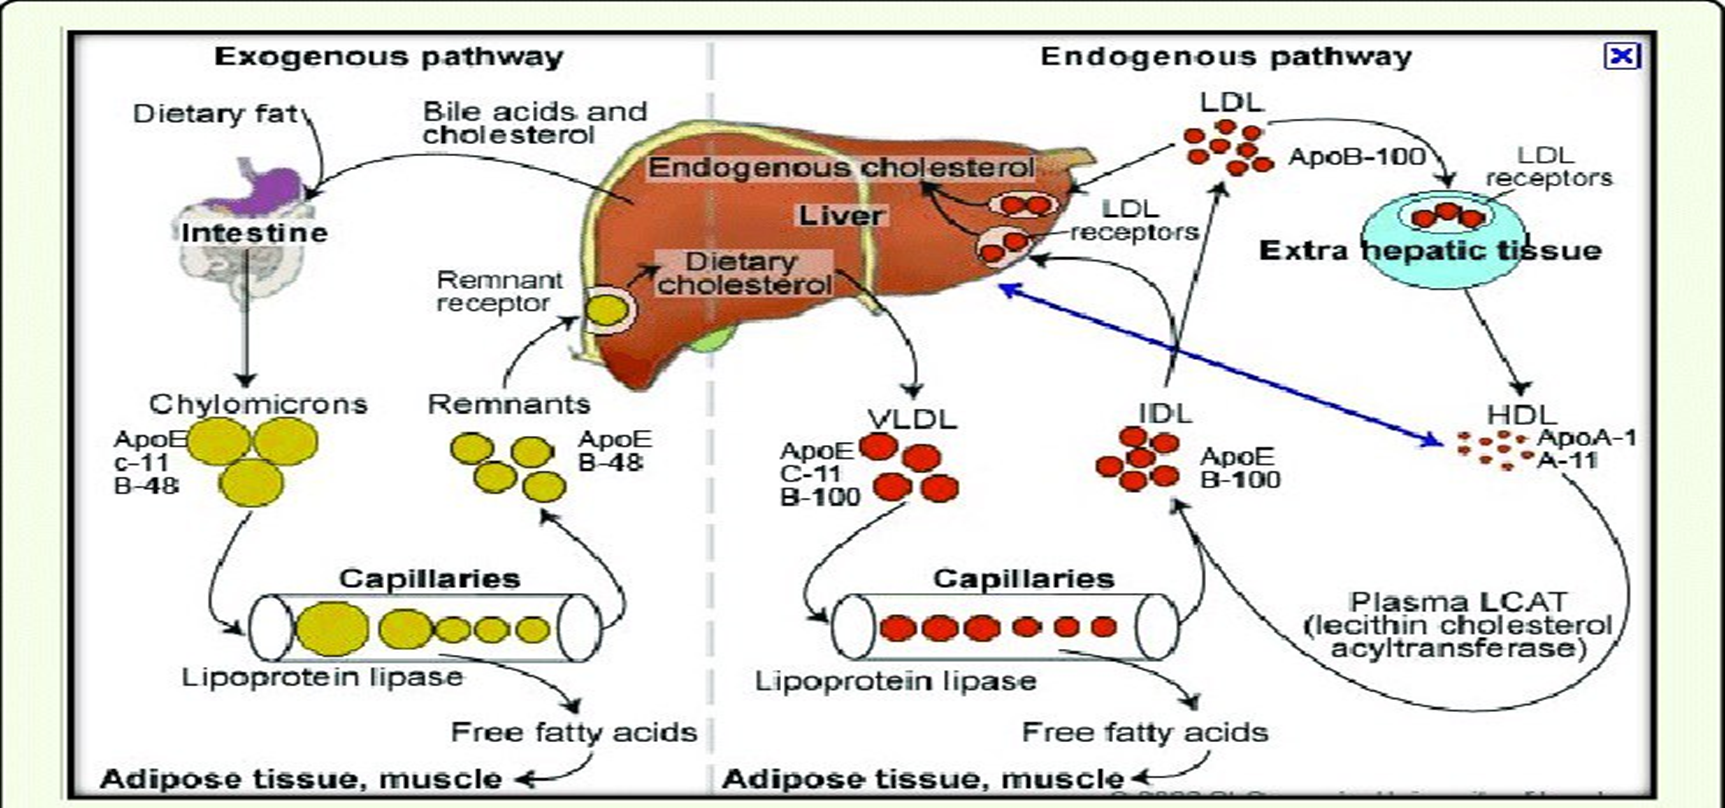 Exogenous pathway
Endogenous pathway
Dietary fat
Bile acids and
cholesterol
Intestine
Endogenous cholesterol
Liver
Dietary
cholesterol
Remnant
receptor
LDL
ApoB-100
LDL
receptors
LDL
receptors
Extra hepatic tissue
Chylomicrons
ApoE
c-11
B-48
Remnants
ApoE
B-48
VLDL
ApoE
C-11
B-100
IDL
ApoE
B-100
HDL
ApoA-1
A-11
Capillaries
Lipoprotein lipase
Free fatty acids
Adipose tissue, muscle
Capillaries
Lipoprotein lipase
Free fatty acids
Adipose tissue, muscle
Plasma LCAT
(lecithin cholesterol
acyltransferase)